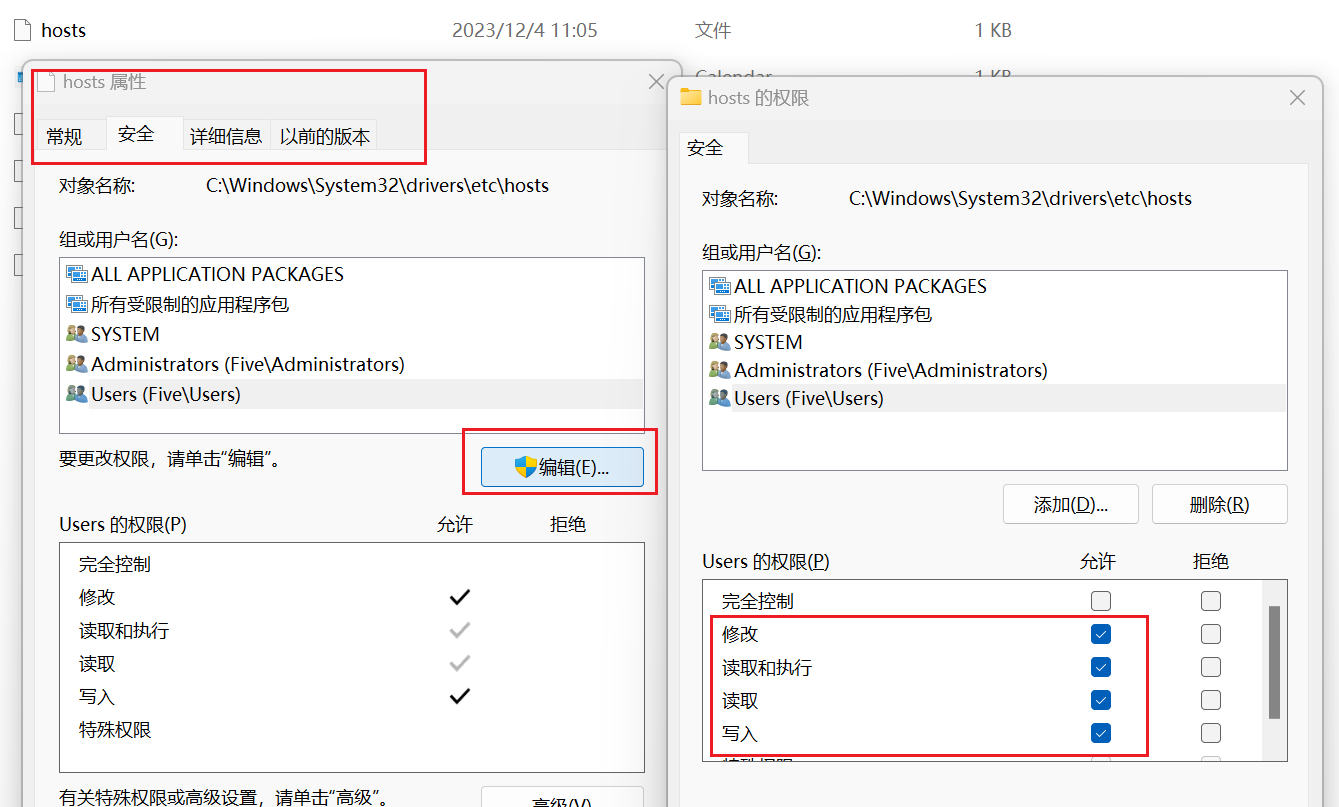 hosts 2023/12/4 11:05 文件 1 KB
Calendar 1 KB
hosts 属性
常规 安全 详细信息 以前的版本
对象名称: C:\Windows\System32\drivers\etc\hosts
组或用户名(G):
ALL APPLICATION PACKAGES
所有受限制的应用程序包
SYSTEM
Administrators (Five\Administrators)
Users (Five\Users)
要更改权限，请单击“编辑”。
编辑(E)...
Users 的权限(P) 允许 拒绝
完全控制
修改
读取和执行
读取
写入
特殊权限
有关特殊权限或高级设置，请单击“高级”。
高级(V)
hosts 的权限
安全
对象名称: C:\Windows\System32\drivers\etc\hosts
组或用户名(G):
ALL APPLICATION PACKAGES
所有受限制的应用程序包
SYSTEM
Administrators (Five\Administrators)
Users (Five\Users)
添加(D)... 删除(R)
Users 的权限(P) 允许 拒绝
完全控制
修改
读取和执行
读取
写入
特殊权限